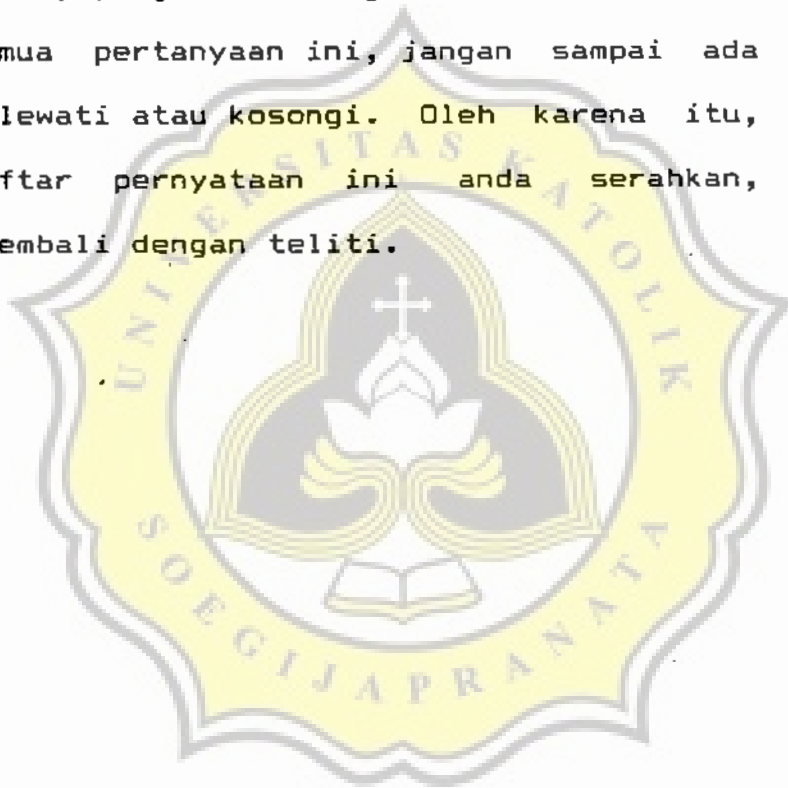 mua pertanyaan ini, jangan sampai ada
lewati atau kosongi. Oleh karena itu,
ftar pernyataan ini anda serahkan,
embali dengan teliti.
UNIVERSITAS KATOLIK
SOEGIJAPRANATA